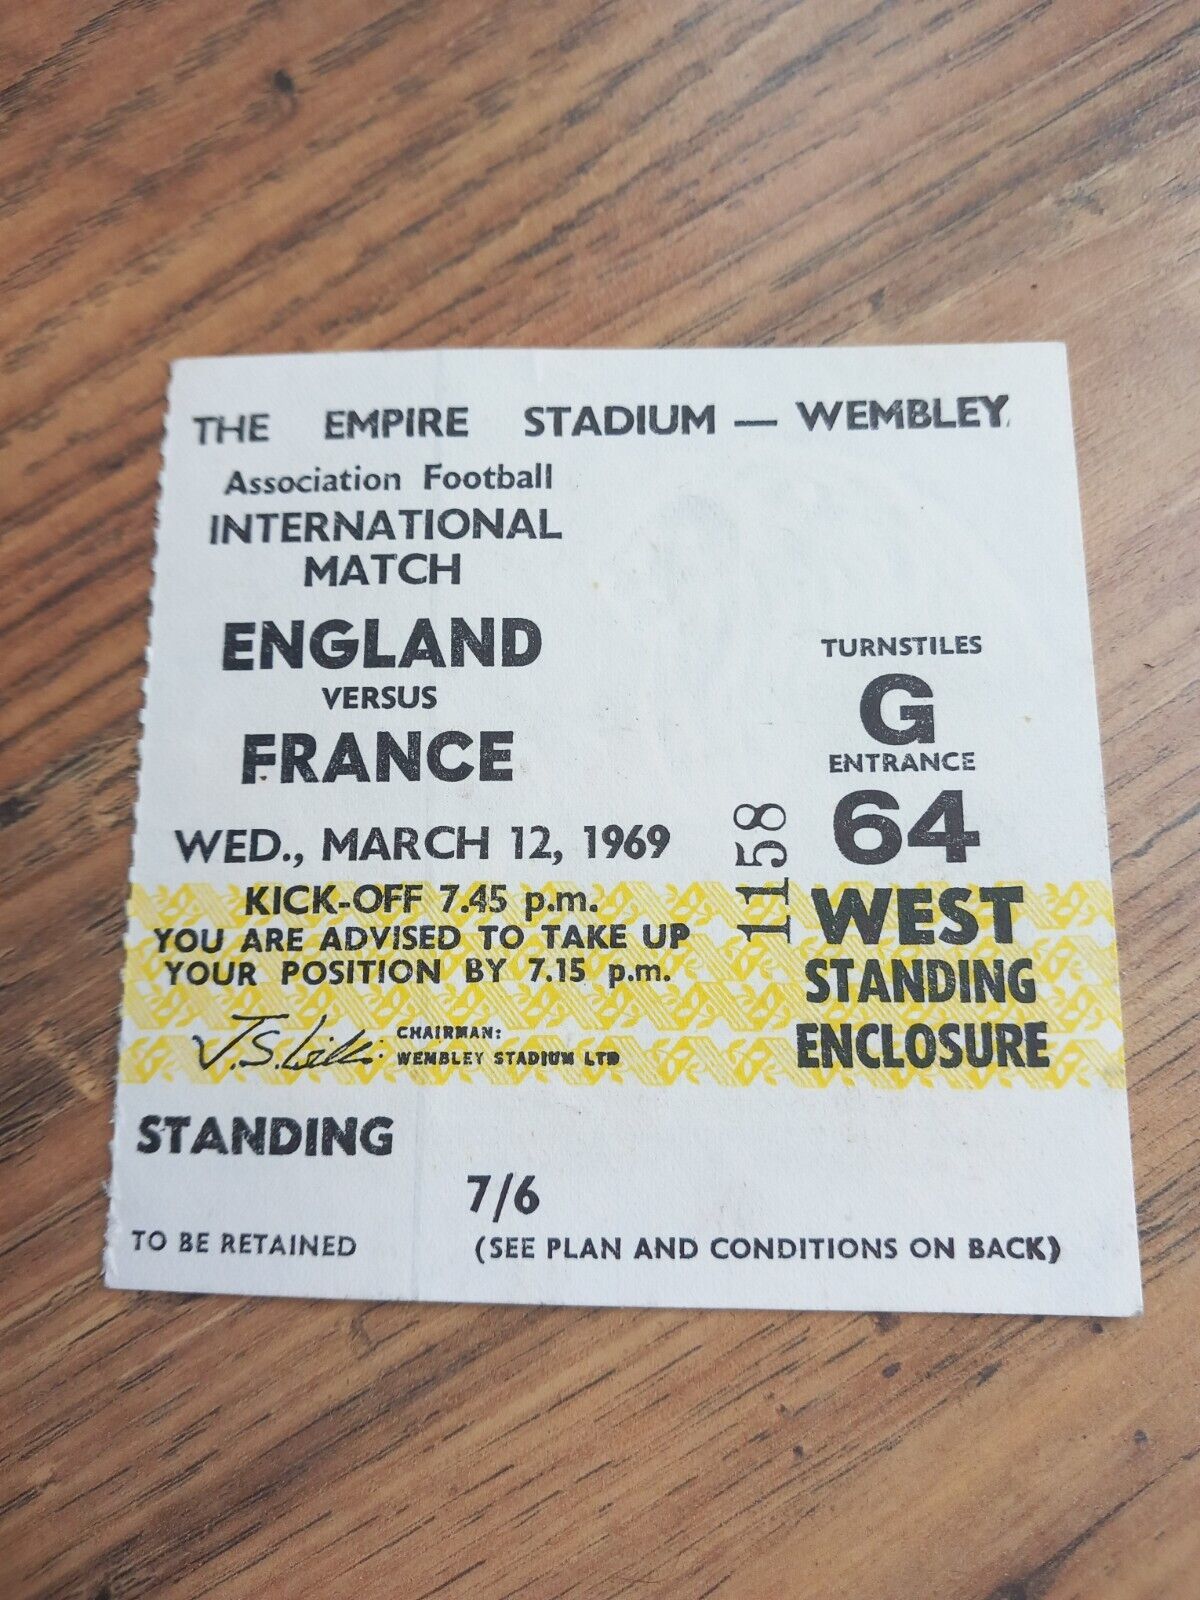 THE EMPIRE STADIUM — WEMBLEY
Association Football
INTERNATIONAL
MATCH
ENGLAND
VERSUS
FRANCE
WED., MARCH 12, 1969
KICK-OFF 7.45 p.m.
YOU ARE ADVISED TO TAKE UP
YOUR POSITION BY 7.15 p.m.
CHAIRMAN:
WEMBLEY STADIUM LTD
STANDING
7/6
TO BE RETAINED
(SEE PLAN AND CONDITIONS ON BACK)
1158
TURNSTILES
G
ENTRANCE
64
WEST
STANDING
ENCLOSURE